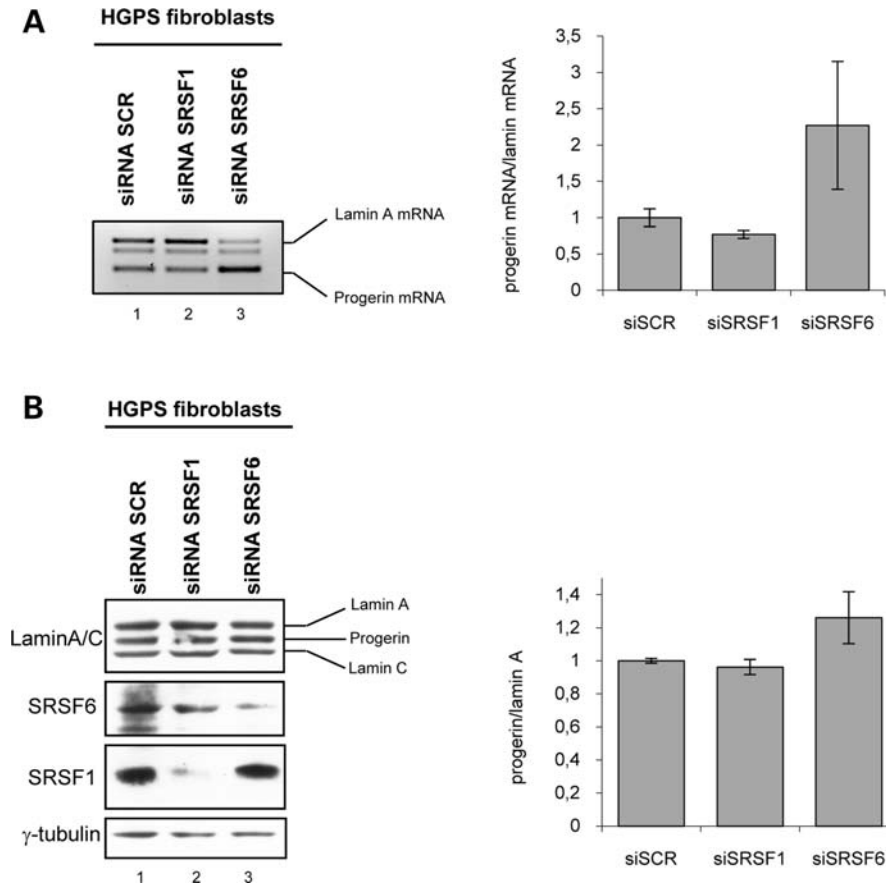 A
HGPS fibroblasts
siRNA SCR
siRNA SRSF1
siRNA SRSF6
Lamin A mRNA
Progerin mRNA
1 2 3
progerin mRNA/lamin mRNA
3,5
3
2,5
2
1,5
1
0,5
0
siSCR siSRSF1 siSRSF6
B
HGPS fibroblasts
siRNA SCR
siRNA SRSF1
siRNA SRSF6
LaminA/C
Lamin A
Progerin
Lamin C
SRSF6
SRSF1
γ-tubulin
1 2 3
progerin/lamin A
1,4
1,2
1
0,8
0,6
0,4
0,2
0
siSCR siSRSF1 siSRSF6